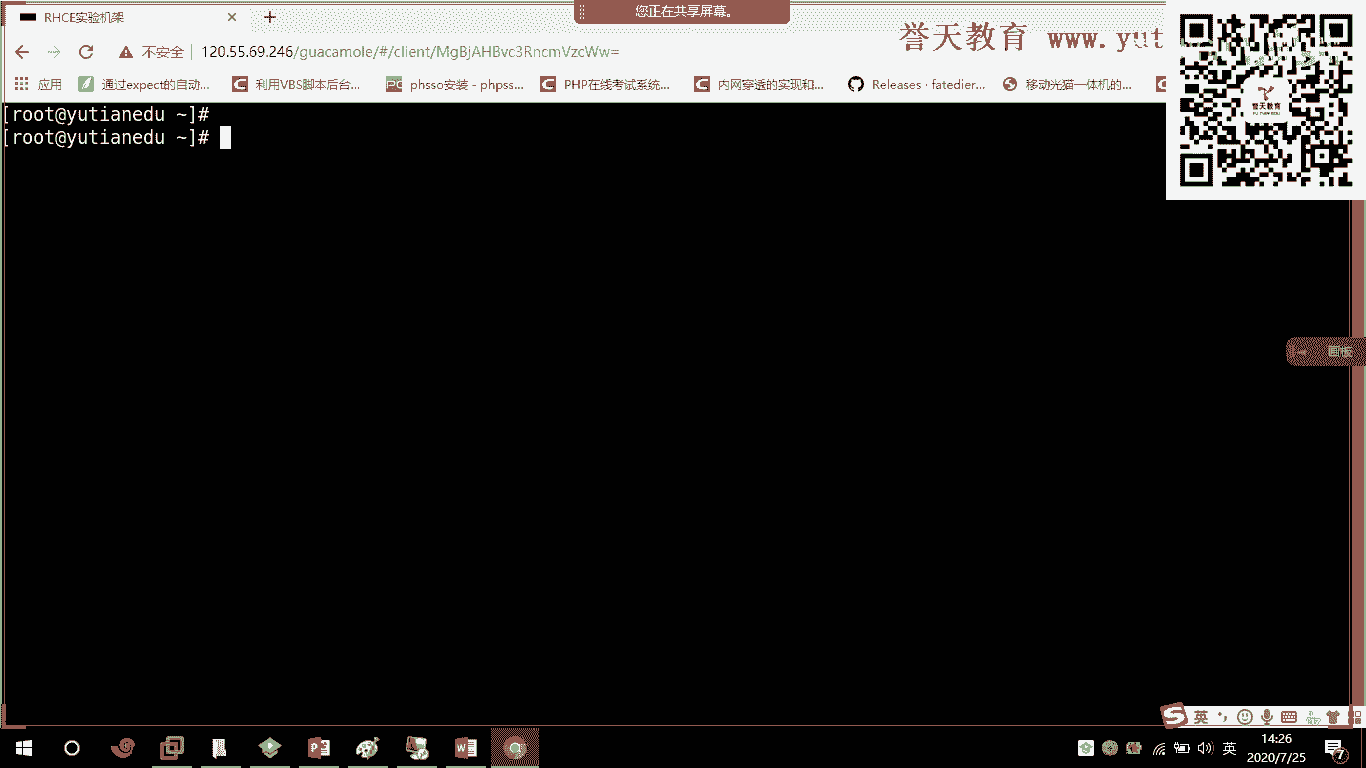 RHCE实验机架
您正在共享屏幕。
不安全 120.55.69.246/guacamole/#/client/MgBjAHBvc3RncmVzcWw=
誉天教育 www.yut
应用 通过expect的自动... 利用VBS脚本后台... phsso安装 - phpss... PHP在线考试系统... 内网穿透的实现和... Releases · fatedier... 移动光猫一体机的...
誉天教育
[root@yutianedu ~]#
[root@yutianedu ~]#
画板
英
英
14:26
2020/7/25
7